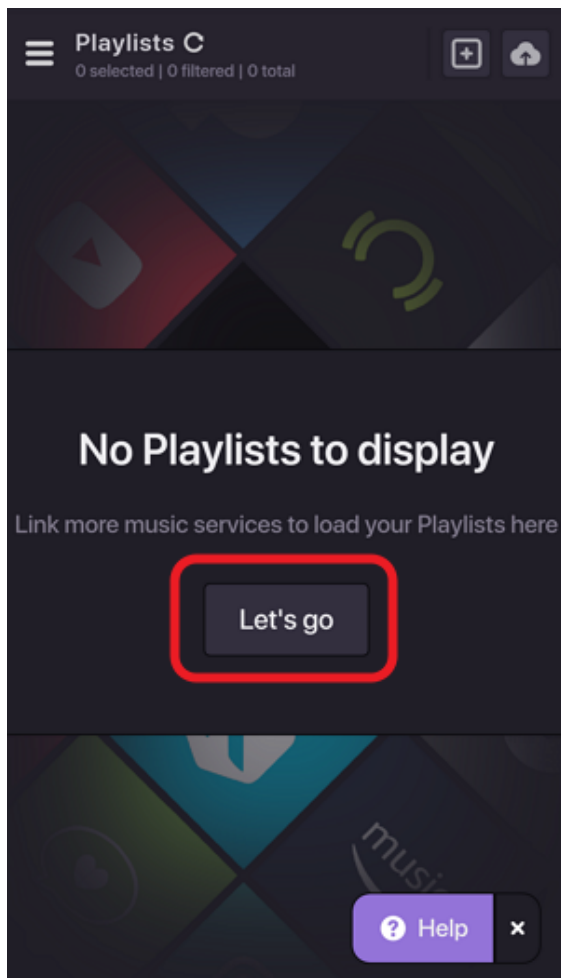 Playlists
0 selected | 0 filtered | 0 total
No Playlists to display
Link more music services to load your Playlists here
Let's go
music
Help